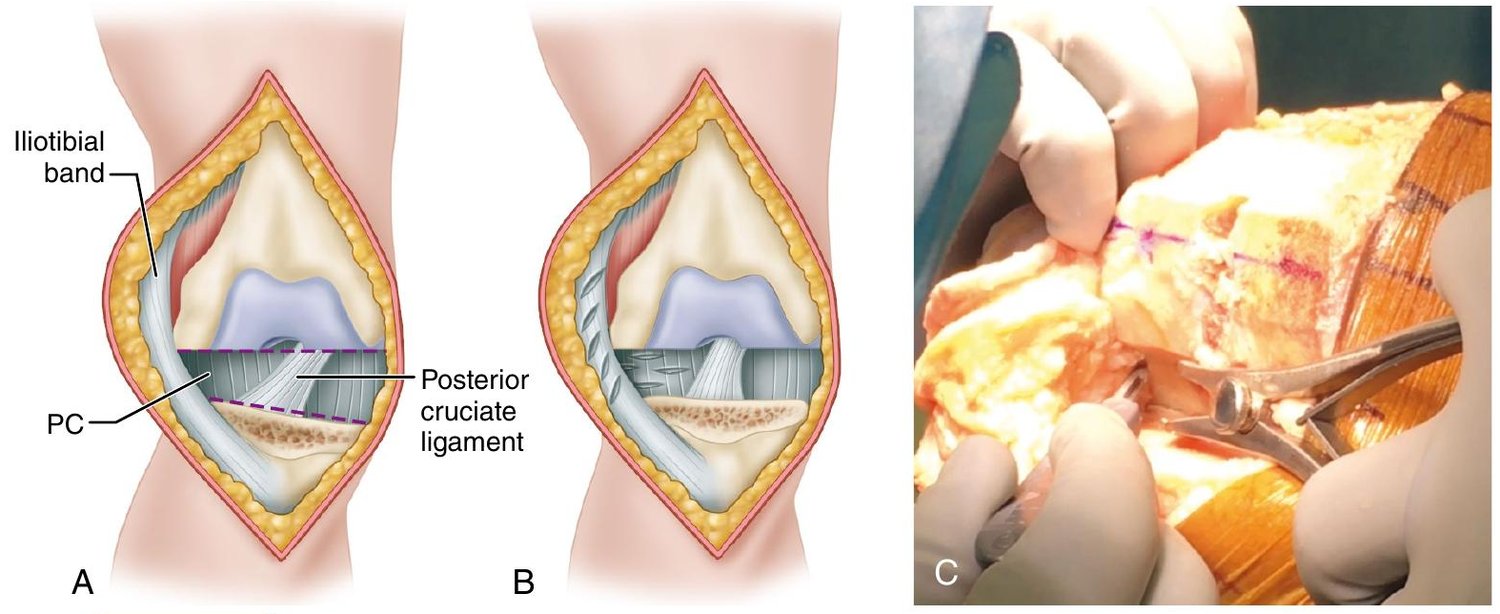 Iliotibial
band
PC
Posterior
cruciate
ligament
A
B
C